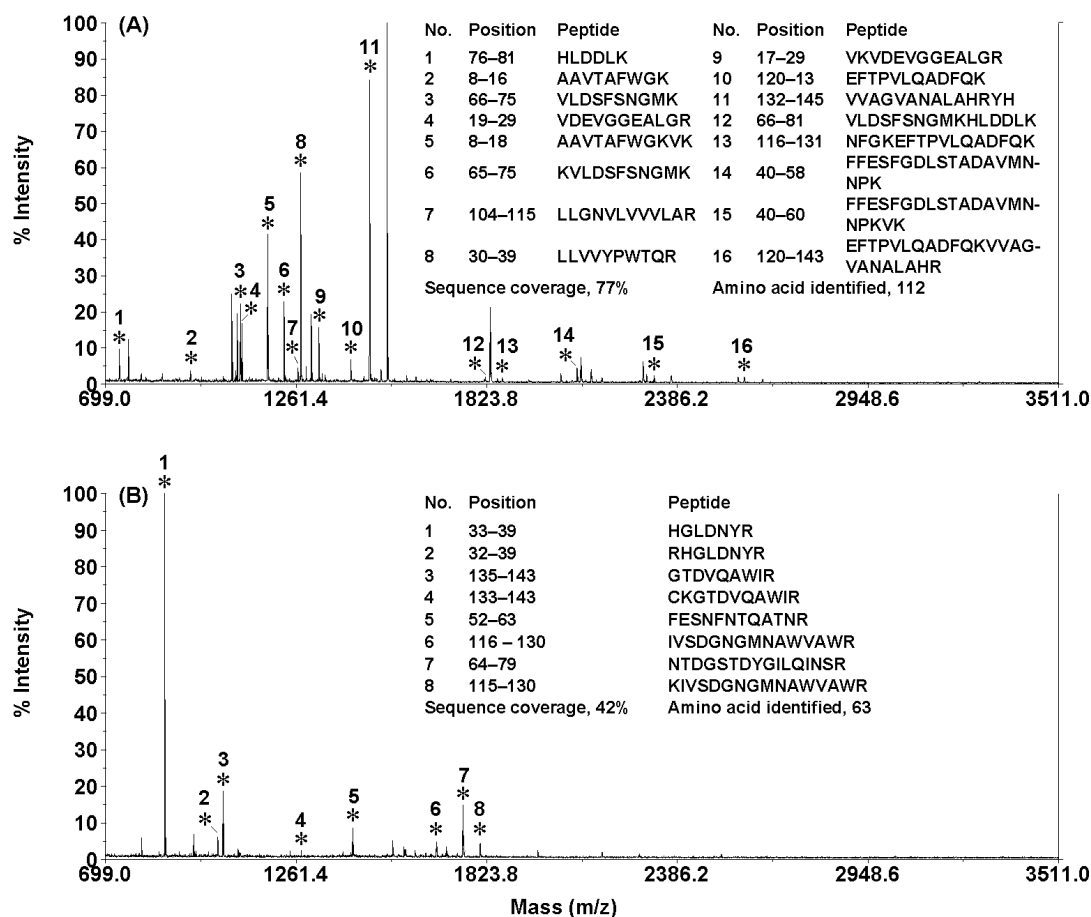 (A)
No. Position Peptide No. Position Peptide
1 76–81 HLDDLK 9 17–29 VKVDEVGGEALGR
2 8–16 AAVTAFWGK 10 120–13 EFTPVLQADFQK
3 66–75 VLDSFSNGMK 11 132–145 VVAGVANALAHRYH
4 19–29 VDEVGGEALGR 12 66–81 VLDSFSNGMKHLDDLK
5 8–18 AAVTAFWGKVK 13 116–131 NFGKEFTPVLQADFQK
6 65–75 KVLDSFSNGMK 14 40–58 FFESFGDLSTADAVMN-
NPK
7 104–115 LLGNVLVVVLAR 15 40–60 FFESFGDLSTADAVMN-
NPKVK
8 30–39 LLVVYPWTQR 16 120–143 EFTPVLQADFQKVVAG-
VANALAHR
Sequence coverage, 77% Amino acid identified, 112
% Intensity
100
90
80
70
60
50
40
30
20
10
0
1 * 2 * 3 * 4 * 5 * 6 * 7 * 8 * 9 * 10 * 11 * 12 * 13 * 14 * 15 * 16 *
699.0 1261.4 1823.8 2386.2 2948.6 3511.0
(B)
No. Position Peptide
1 33–39 HGLDNYR
2 32–39 RHGLDNYR
3 135–143 GTDVQAWIR
4 133–143 CKGTDVQAWIR
5 52–63 FESNFNTQATNR
6 116 – 130 IVSDGNGMNAWVAWR
7 64–79 NTDGSTDYGILQINSR
8 115–130 KIVSDGNGMNAWVAWR
Sequence coverage, 42% Amino acid identified, 63
% Intensity
100
90
80
70
60
50
40
30
20
10
0
1 * 2 * 3 * 4 * 5 * 6 * 7 * 8 *
699.0 1261.4 1823.8 2386.2 2948.6 3511.0
Mass (m/z)